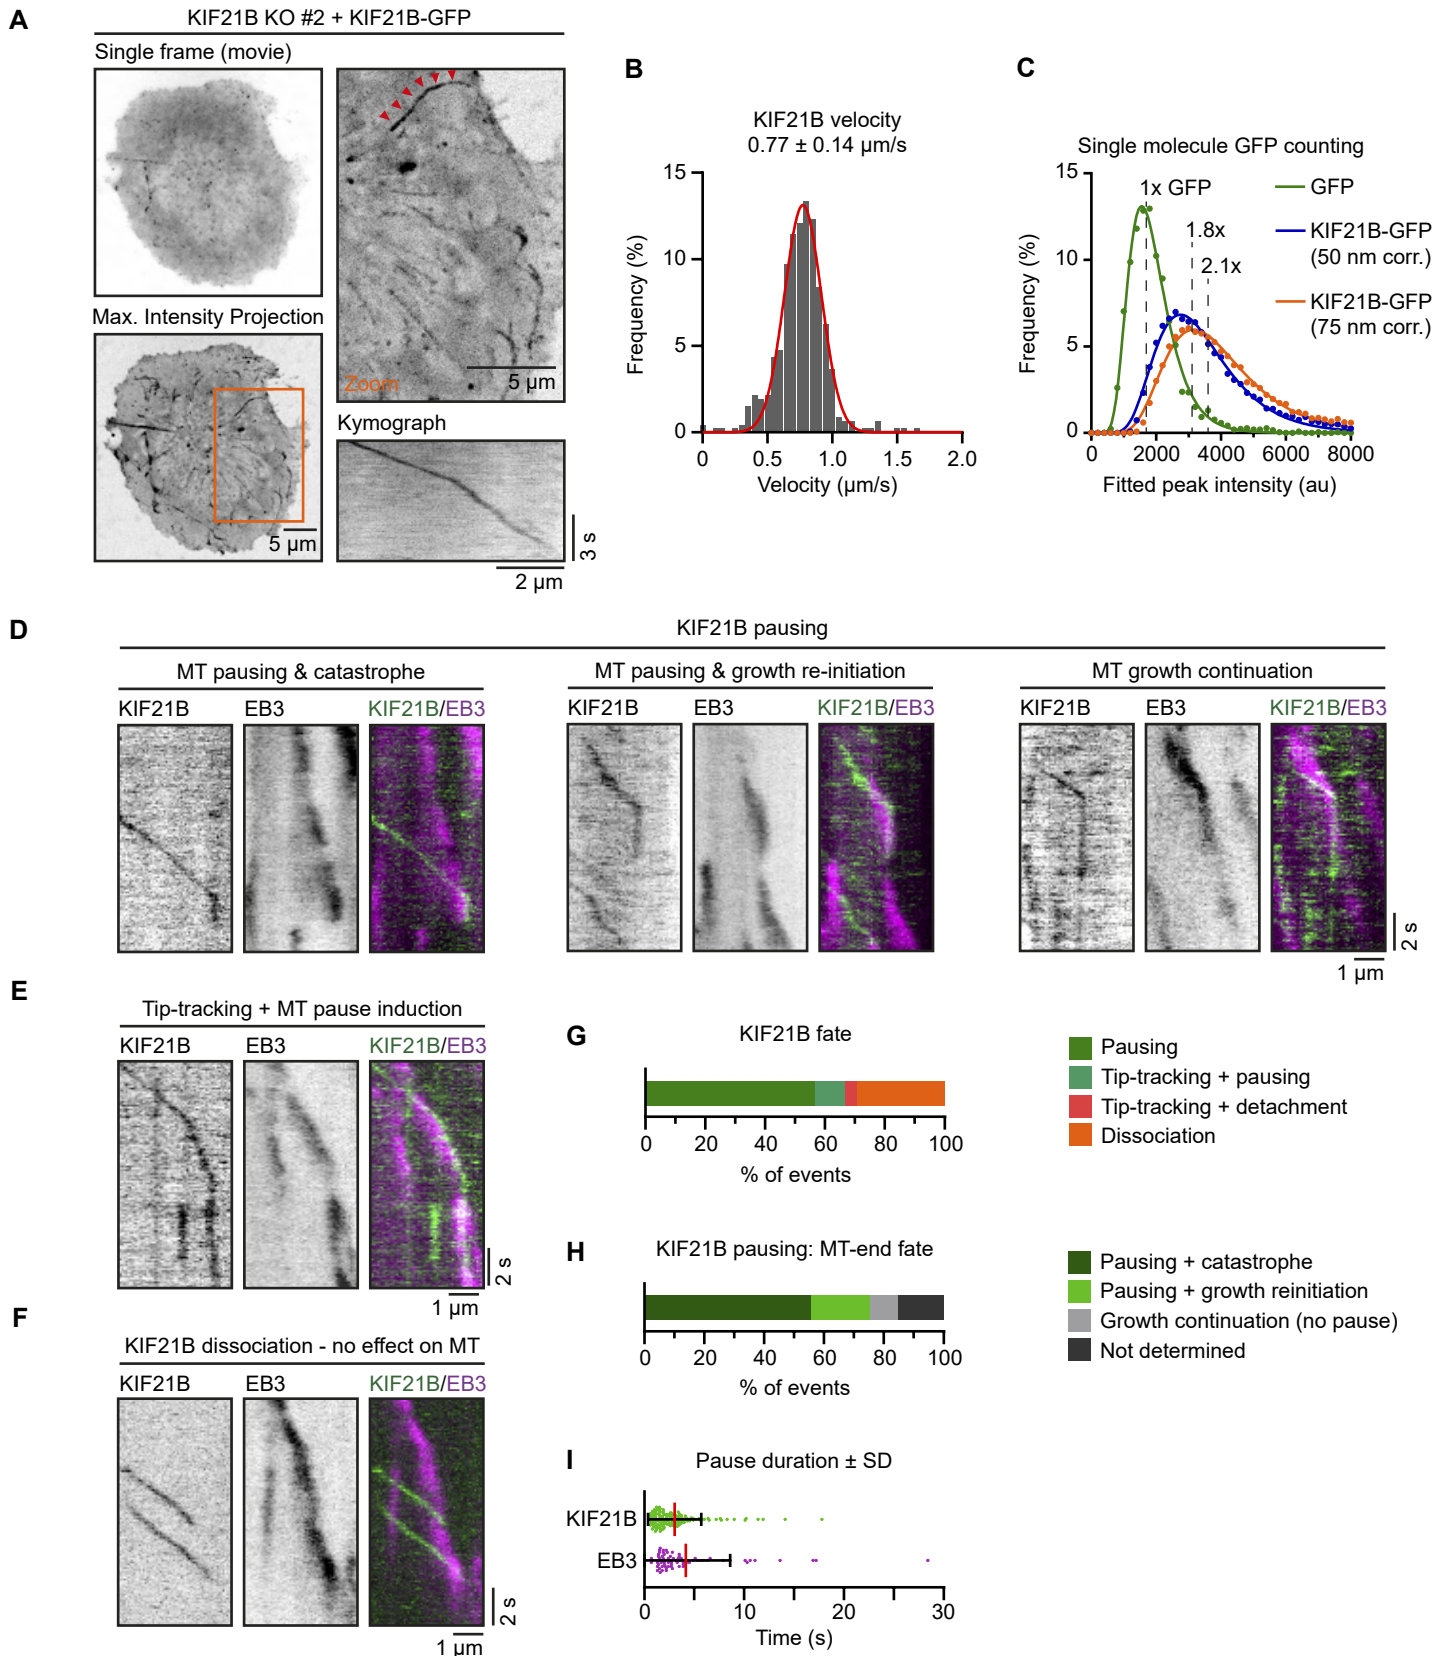 A
KIF21B KO #2 + KIF21B-GFP
Single frame (movie)
Zoom
5 µm
Max. Intensity Projection
5 µm
Kymograph
3 s
2 µm
B
KIF21B velocity
0.77 ± 0.14 µm/s
Frequency (%)
15
10
5
0
0 0.5 1.0 1.5 2.0
Velocity (µm/s)
C
Single molecule GFP counting
1x GFP
1.8x
2.1x
GFP
KIF21B-GFP
(50 nm corr.)
KIF21B-GFP
(75 nm corr.)
Frequency (%)
15
10
5
0
0 2000 4000 6000 8000
Fitted peak intensity (au)
D
KIF21B pausing
MT pausing & catastrophe
KIF21B EB3 KIF21B/EB3
MT pausing & growth re-initiation
KIF21B EB3 KIF21B/EB3
MT growth continuation
KIF21B EB3 KIF21B/EB3
2 s
1 µm
E
Tip-tracking + MT pause induction
KIF21B EB3 KIF21B/EB3
2 s
1 µm
F
KIF21B dissociation - no effect on MT
KIF21B EB3 KIF21B/EB3
2 s
1 µm
G
KIF21B fate
0 20 40 60 80 100
% of events
Pausing
Tip-tracking + pausing
Tip-tracking + detachment
Dissociation
H
KIF21B pausing: MT-end fate
0 20 40 60 80 100
% of events
Pausing + catastrophe
Pausing + growth reinitiation
Growth continuation (no pause)
Not determined
I
Pause duration ± SD
KIF21B
EB3
0 10 20 30
Time (s)